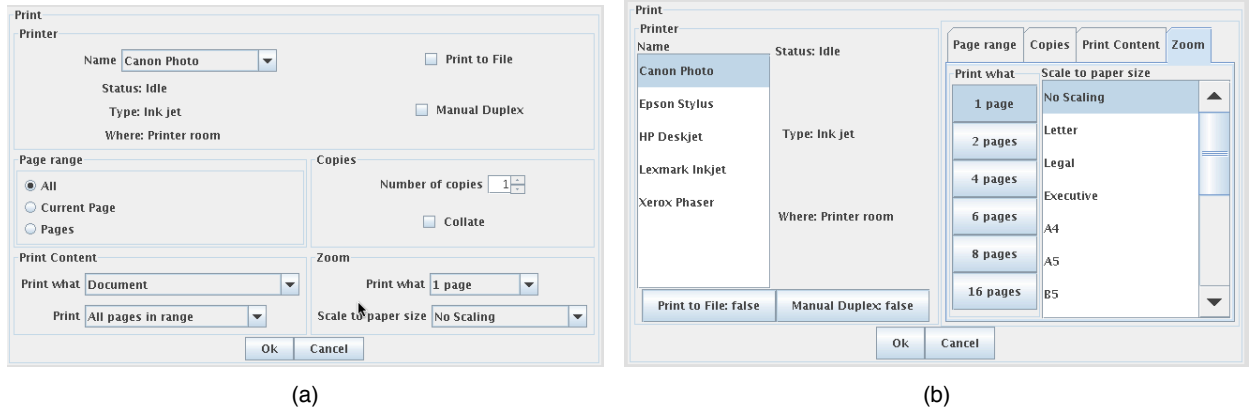 Print
Printer
Name Canon Photo
Print to File
Status: Idle
Type: Ink jet
Manual Duplex
Where: Printer room
Page range
All
Current Page
Pages
Copies
Number of copies 1
Collate
Print Content
Print what Document
Print All pages in range
Zoom
Print what 1 page
Scale to paper size No Scaling
Ok Cancel
(a)
Print
Printer
Name
Canon Photo
Epson Stylus
HP Deskjet
Lexmark Inkjet
Xerox Phaser
Status: Idle
Type: Ink jet
Where: Printer room
Print to File: false Manual Duplex: false
Page range Copies Print Content Zoom
Print what
1 page
2 pages
4 pages
6 pages
8 pages
16 pages
Scale to paper size
No Scaling
Letter
Legal
Executive
A4
A5
B5
Ok Cancel
(b)